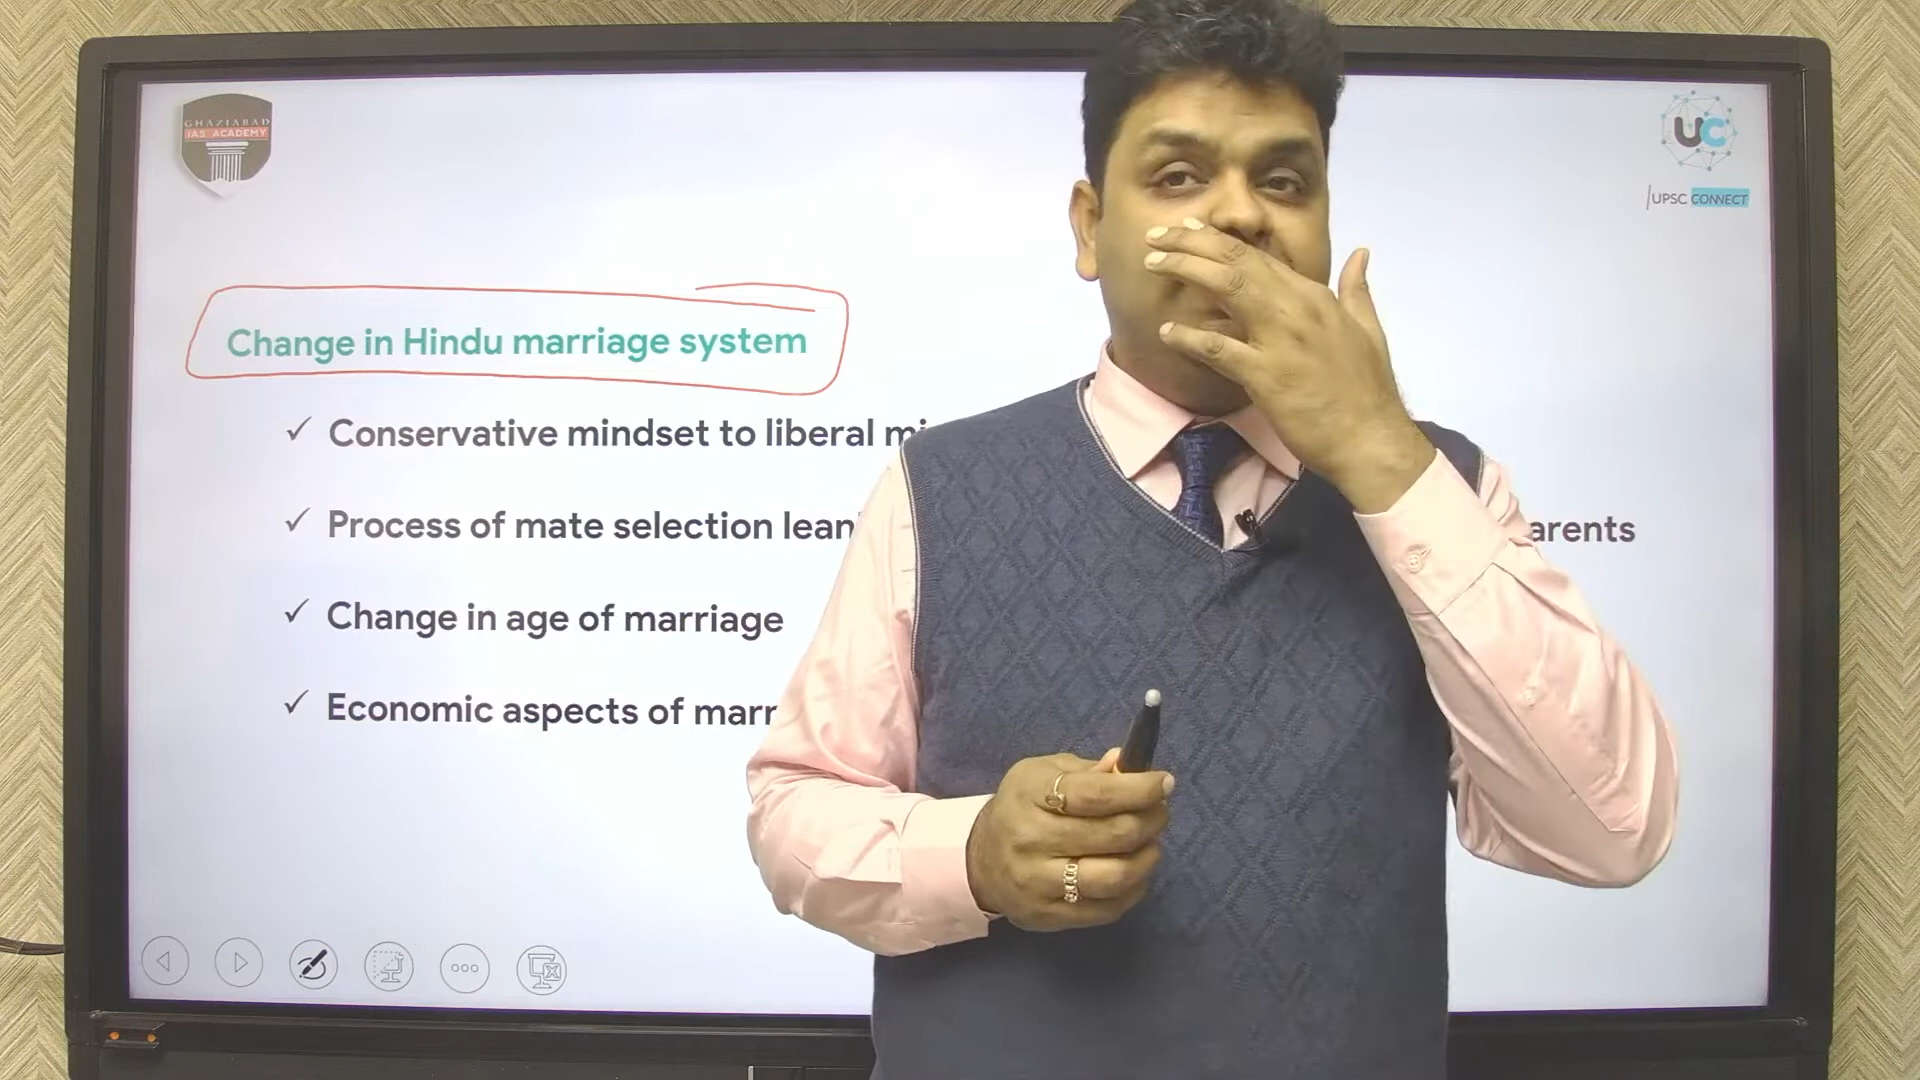 GHAZIABAD
IAS ACADEMY
UC
UPSC CONNECT
Change in Hindu marriage system
✓ Conservative mindset to liberal
✓ Process of mate selection
✓ Change in age of marriage
✓ Economic aspects of